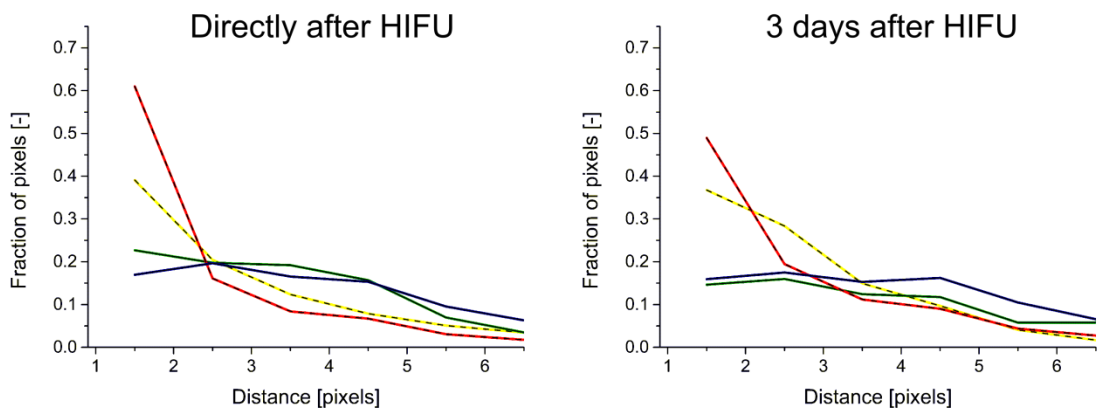 Directly after HIFU
0.7
0.6
0.5
0.4
0.3
0.2
0.1
0.0
Fraction of pixels [-]
1 2 3 4 5 6
Distance [pixels]
3 days after HIFU
0.7
0.6
0.5
0.4
0.3
0.2
0.1
0.0
Fraction of pixels [-]
1 2 3 4 5 6
Distance [pixels]